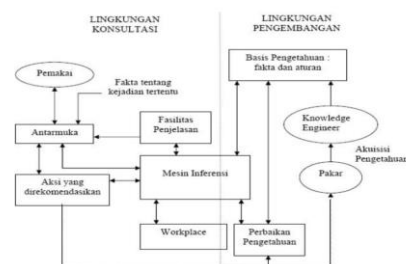 LINGKUNGAN
KONSULTASI
LINGKUNGAN
PENGEMBANGAN
Pemakai
Fakta tentang
kejadian tertentu
Basis Pengetahuan :
fakta dan aturan
Fasilitas
Penjelasan
Knowledge
Engineer
Antarmuka
Akuisisi
Pengetahuan
Aksi yang
direkomendasikan
Mesin Inferensi
Pakar
Workplace
Perbaikan
Pengetahuan